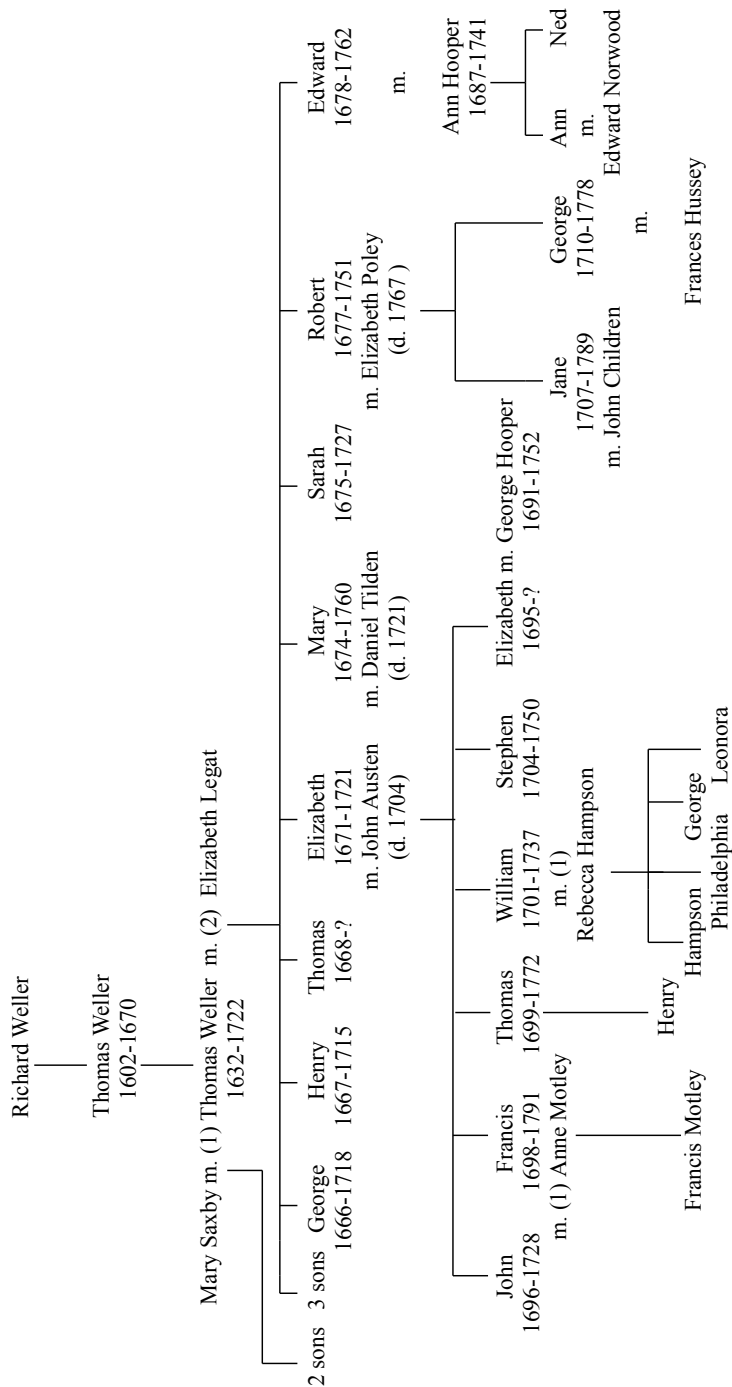 Richard Weller
Thomas Weller
1602-1670
Mary Saxby m. (1) Thomas Weller m. (2) Elizabeth Legat
1632-1722
2 sons
3 sons
George
1666-1718
Henry
1667-1715
Thomas
1668-?
Elizabeth
1671-1721
m. John Austen
(d. 1704)
Mary
1674-1760
m. Daniel Tilden
(d. 1721)
Sarah
1675-1727
Robert
1677-1751
m. Elizabeth Poley
(d. 1767 )
Edward
1678-1762
m.
Ann Hooper
1687-1741
John
1696-1728
Francis
1698-1791
m. (1) Anne Motley
Francis Motley
Thomas
1699-1772
Henry
William
1701-1737
m. (1)
Rebecca Hampson
Hampson
Philadelphia
George
Leonora
Stephen
1704-1750
Elizabeth m. George Hooper
1695-?
1691-1752
Jane
1707-1789
m. John Children
George
1710-1778
m.
Frances Hussey
Ann
m.
Edward Norwood
Ned